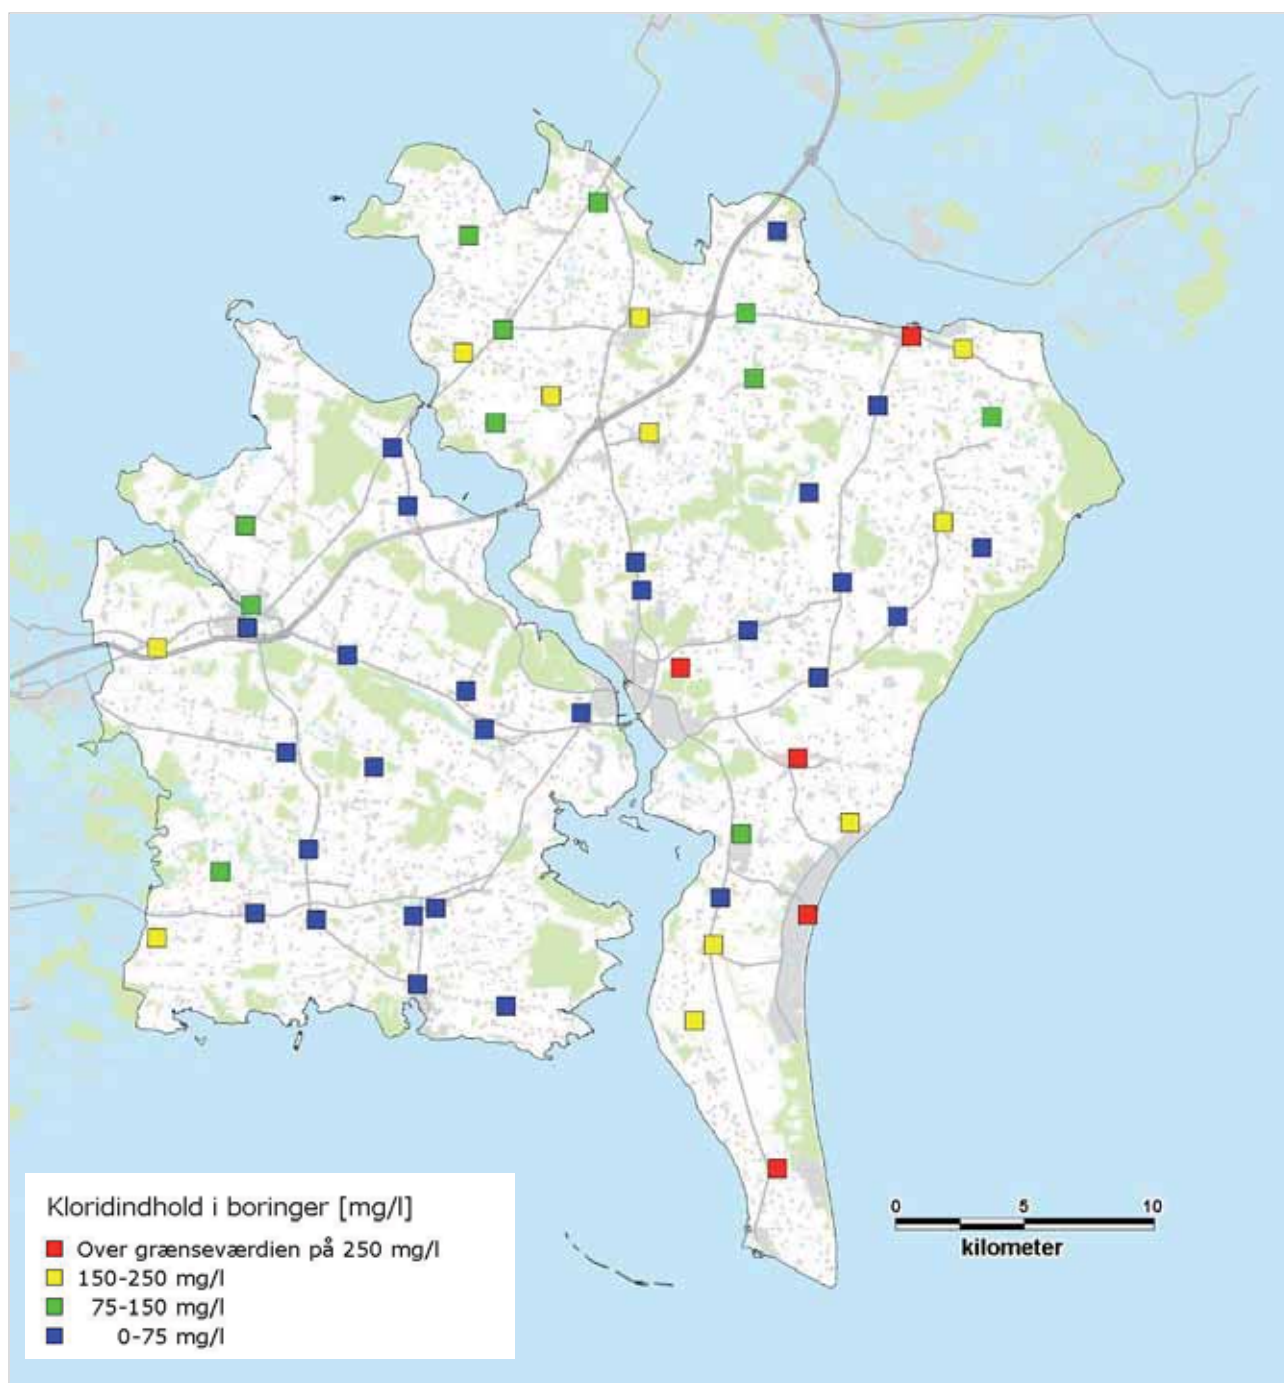 Kloridindhold i boringer [mg/l]
Over grænseværdien på 250 mg/l
150-250 mg/l
75-150 mg/l
0-75 mg/l
0 5 10
kilometer